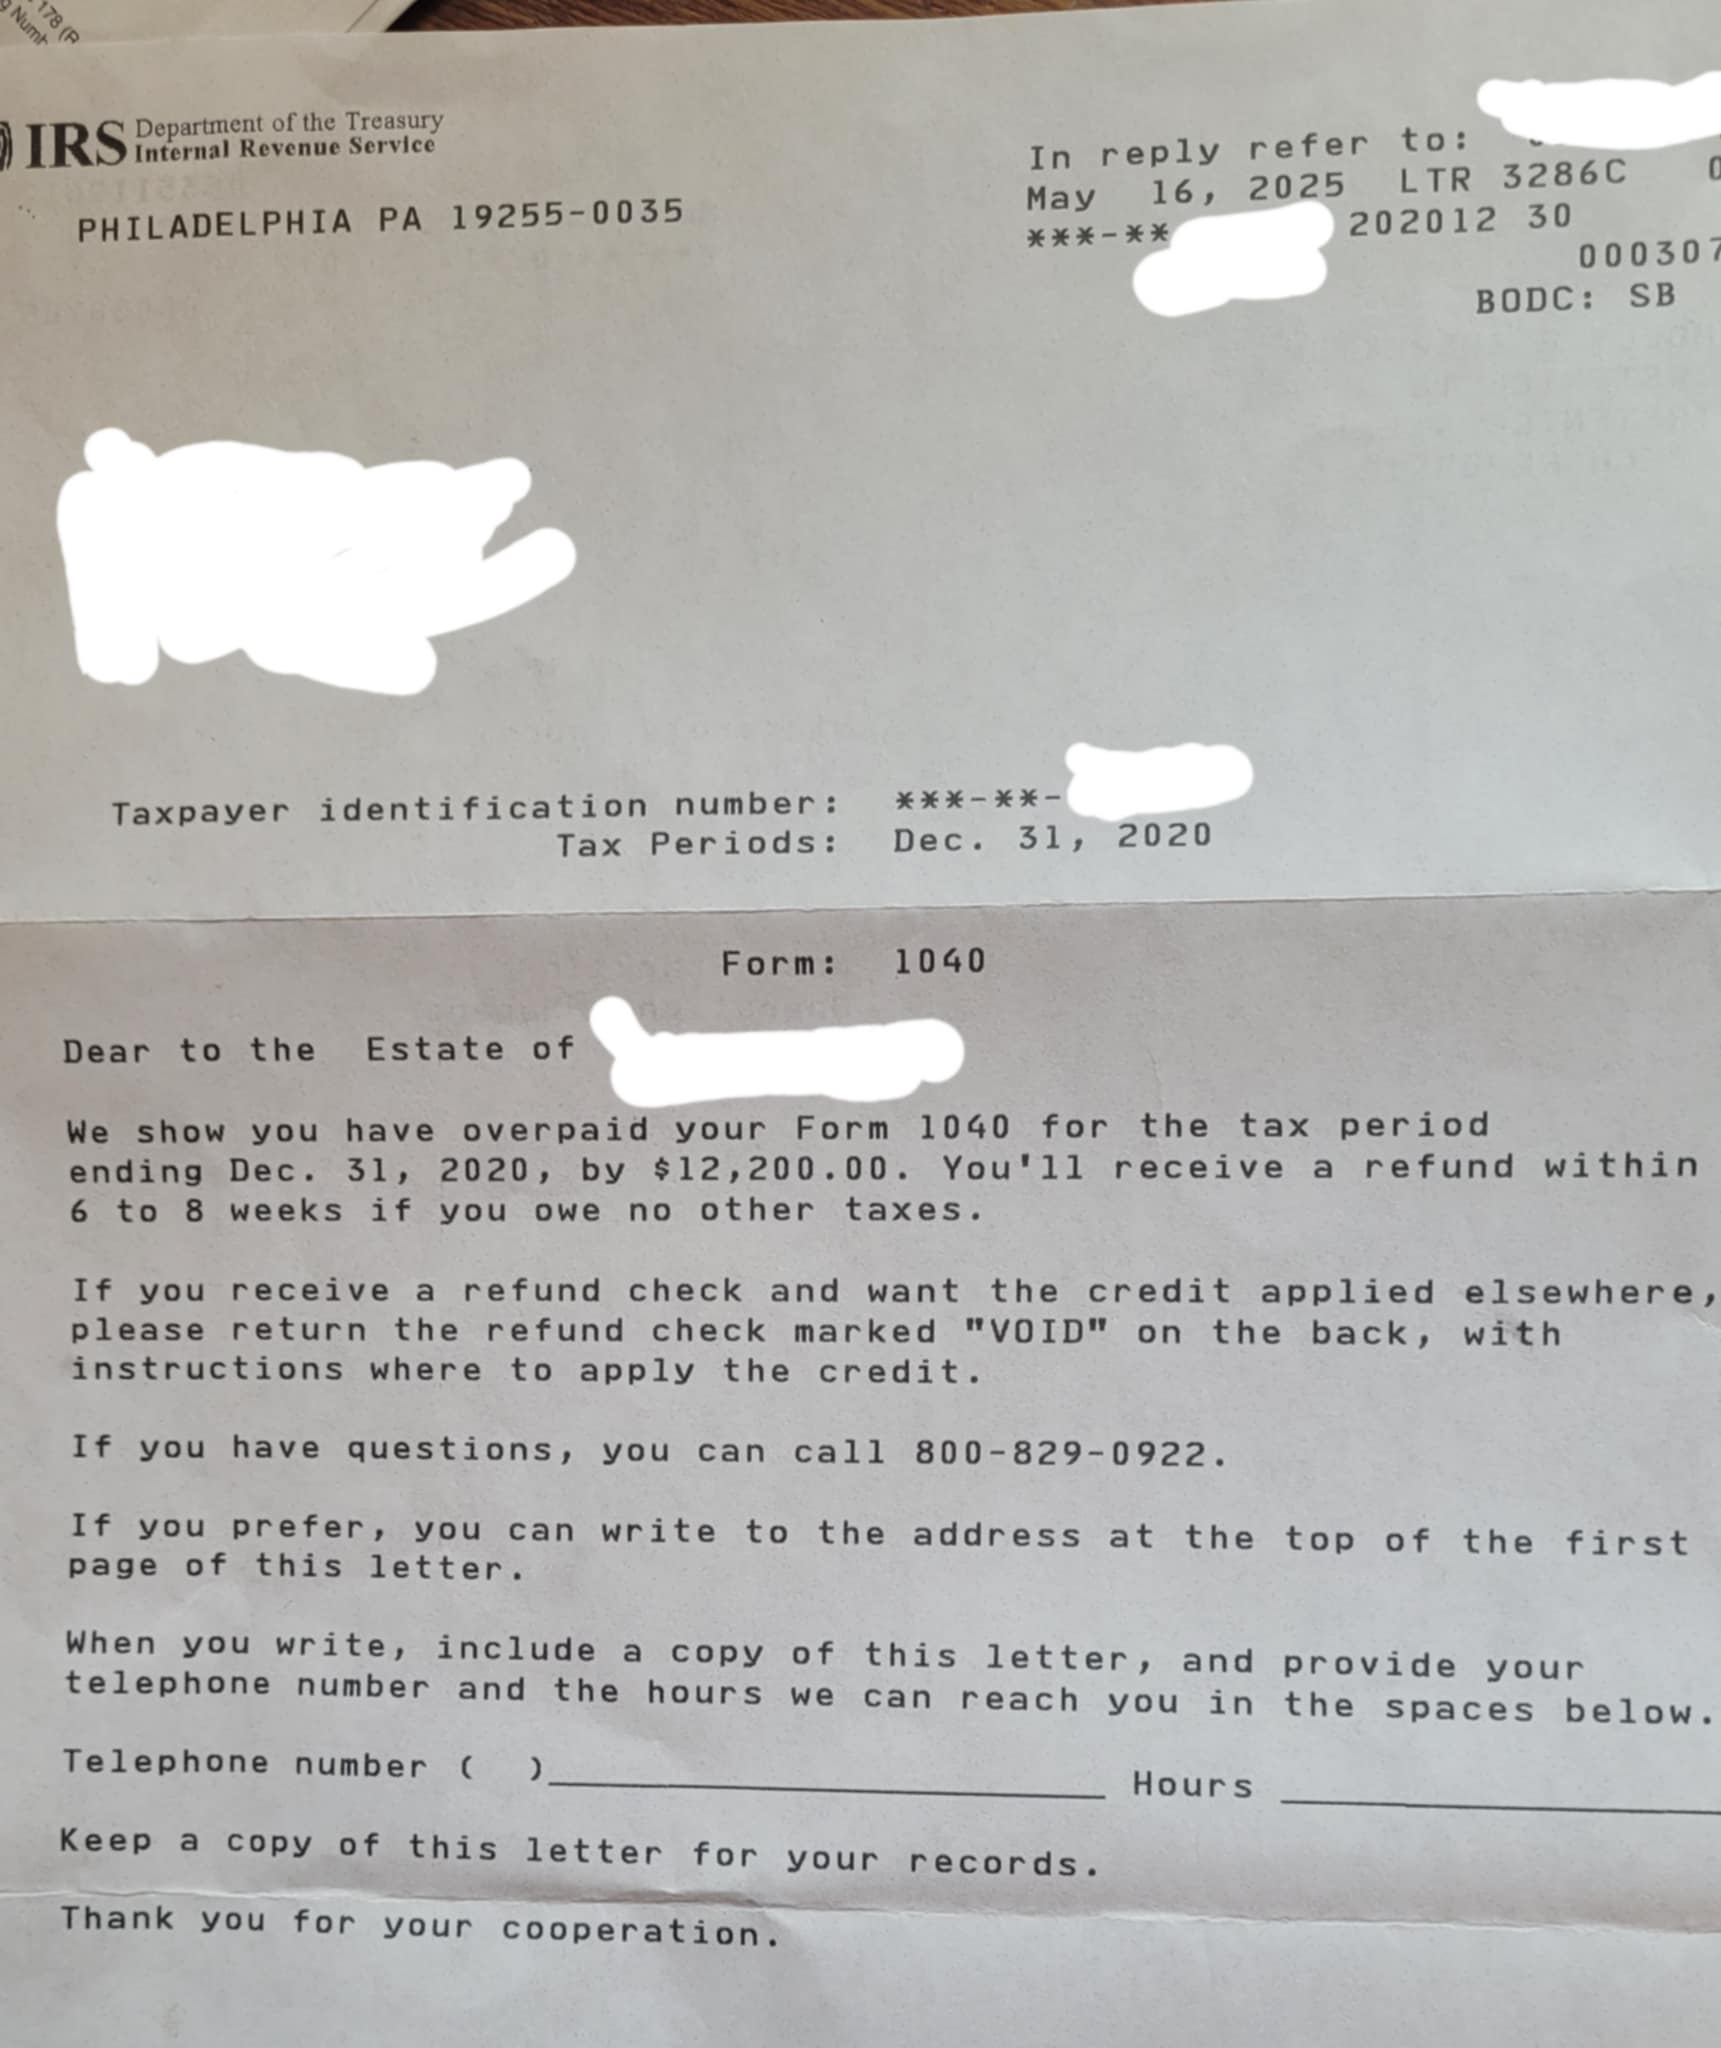 178 (R
g Numb
IRS Department of the Treasury
Internal Revenue Service
PHILADELPHIA PA 19255-0035
In reply refer to:
May 16, 2025 LTR 3286C 0
***-** 202012 30
000307
BODC: SB
Taxpayer identification number: ***-**-
Tax Periods: Dec. 31, 2020
Form: 1040
Dear to the Estate of
We show you have overpaid your Form 1040 for the tax period
ending Dec. 31, 2020, by $12,200.00. You'll receive a refund within
6 to 8 weeks if you owe no other taxes.
If you receive a refund check and want the credit applied elsewhere,
please return the refund check marked "VOID" on the back, with
instructions where to apply the credit.
If you have questions, you can call 800-829-0922.
If you prefer, you can write to the address at the top of the first
page of this letter.
When you write, include a copy of this letter, and provide your
telephone number and the hours we can reach you in the spaces below.
Telephone number ( ) Hours
Keep a copy of this letter for your records.
Thank you for your cooperation.